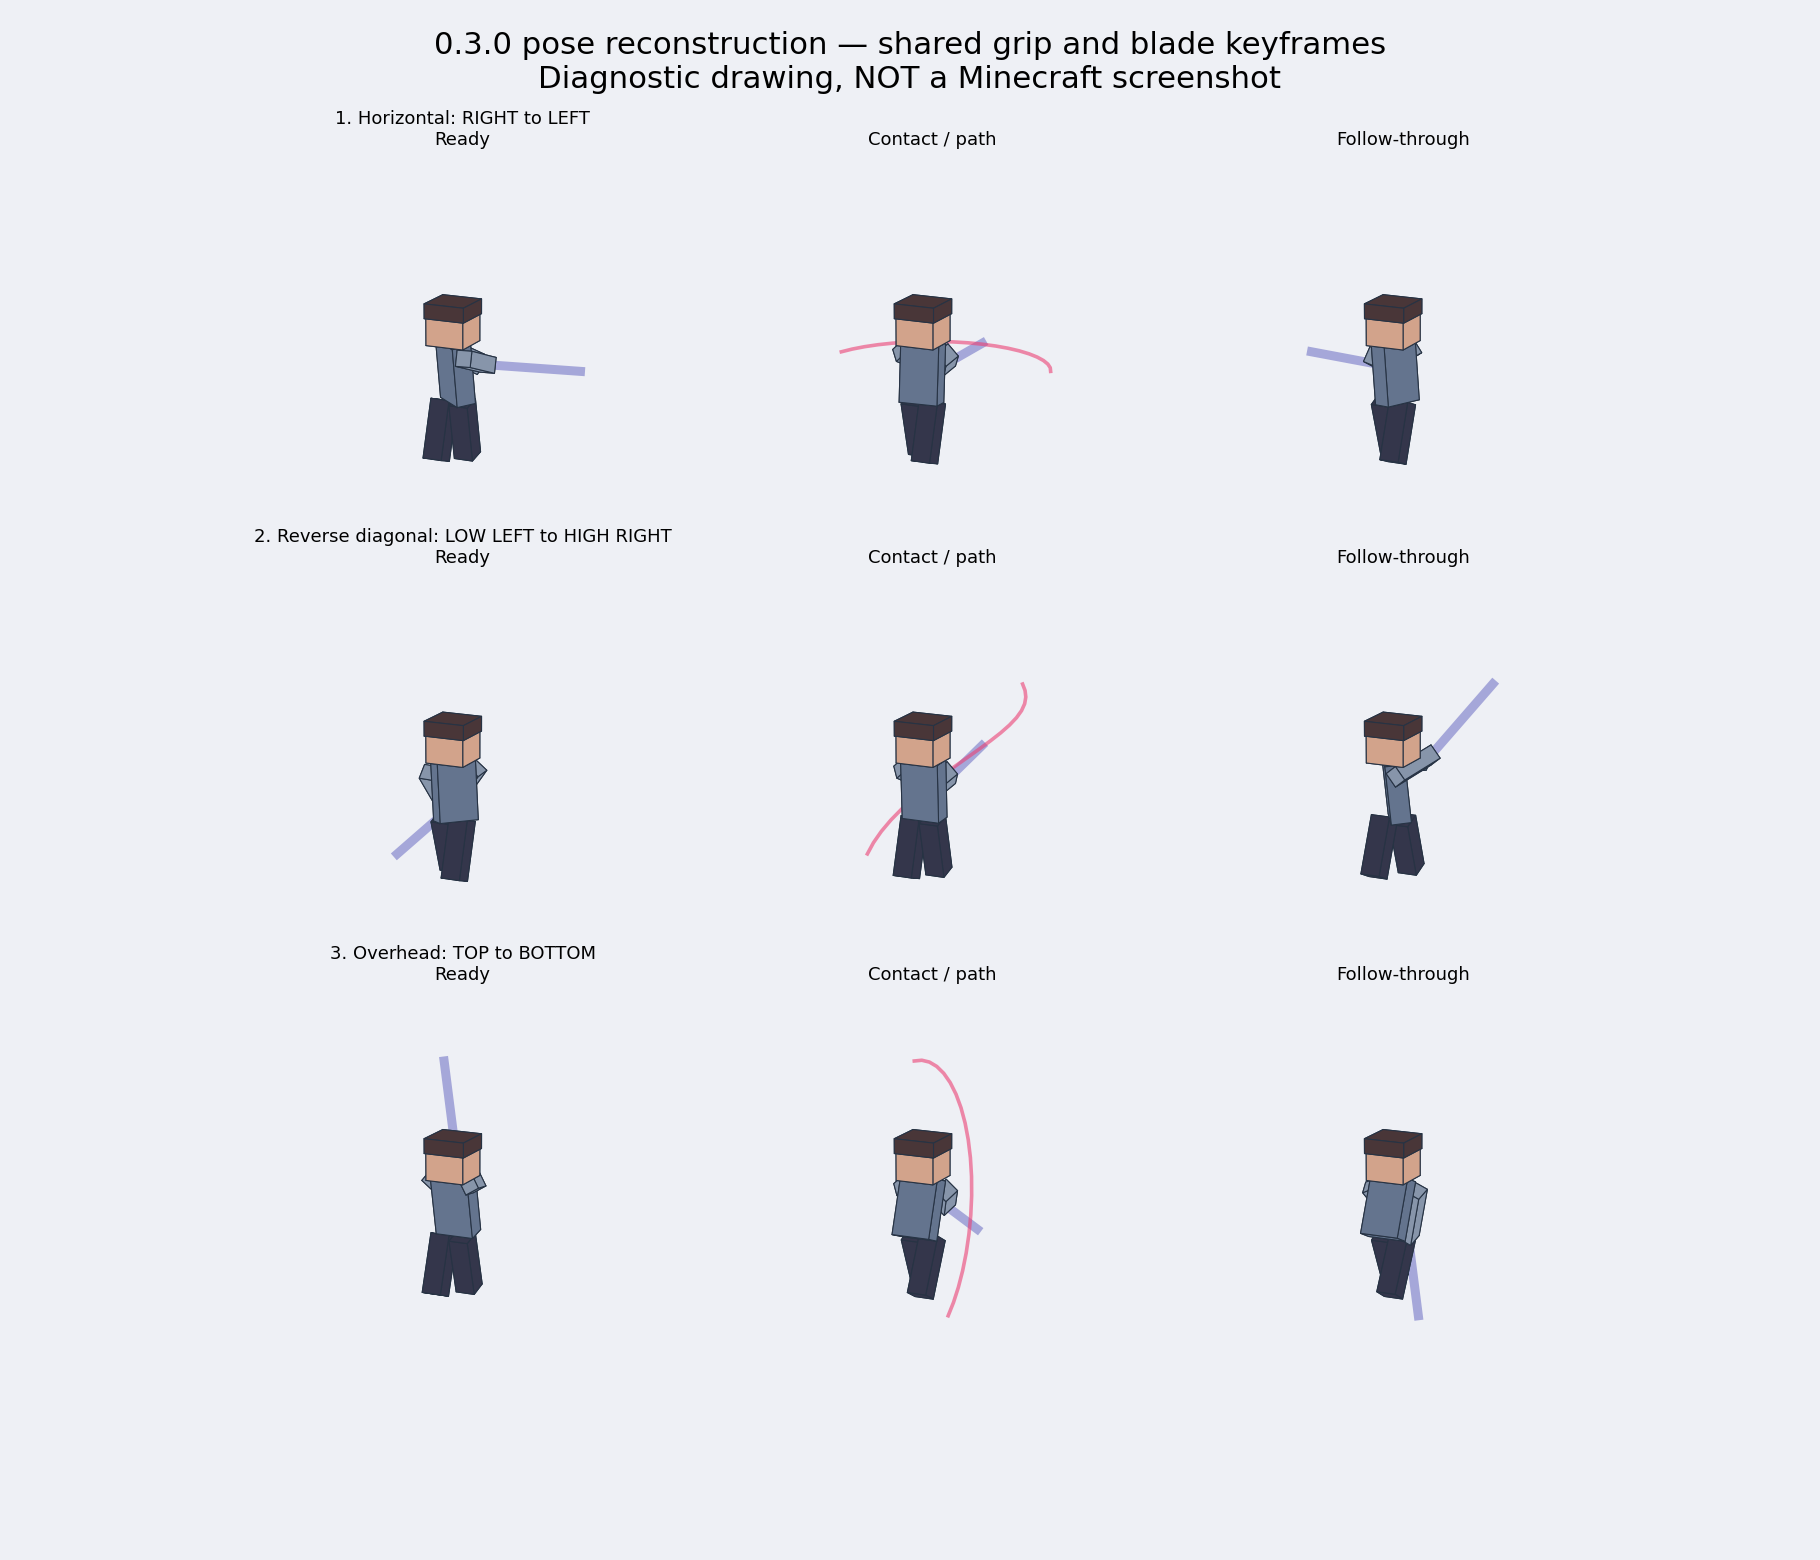 0.3.0 pose reconstruction — shared grip and blade keyframes
Diagnostic drawing, NOT a Minecraft screenshot
1. Horizontal: RIGHT to LEFT
Ready
Contact / path
Follow-through
2. Reverse diagonal: LOW LEFT to HIGH RIGHT
Ready
Contact / path
Follow-through
3. Overhead: TOP to BOTTOM
Ready
Contact / path
Follow-through